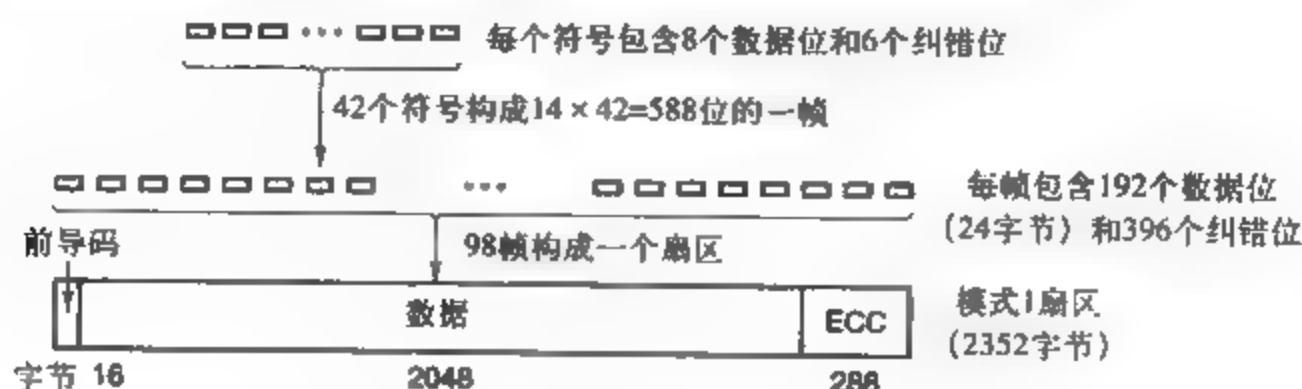 每个符号包含8个数据位和6个纠错位
42个符号构成14×42=588位的一帧
每帧包含192个数据位
(24字节) 和396个纠错位
前导码
98帧构成一个扇区
数据
ECC
模式1扇区
(2352字节)
字节 16
2048
288